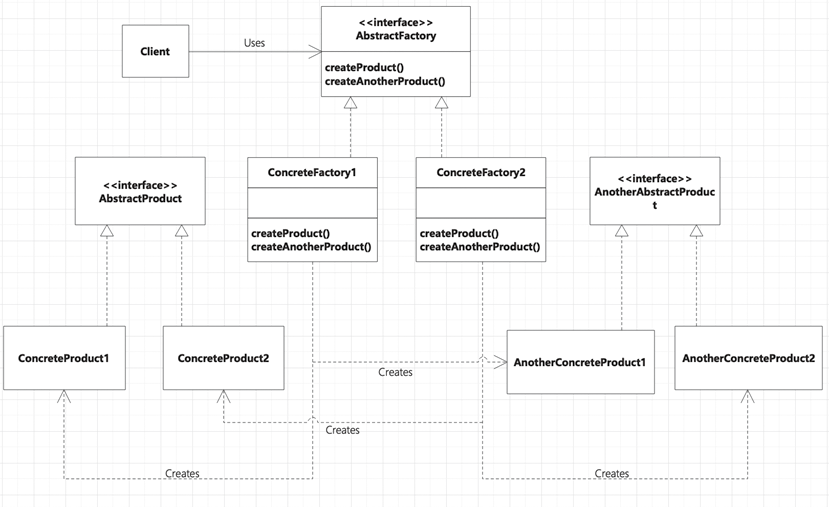 <<interface>>
AbstractFactory
Client
Uses
createProduct()
createAnotherProduct()
<<interface>>
AbstractProduct
ConcreteFactory1
createProduct()
createAnotherProduct()
ConcreteFactory2
createProduct()
createAnotherProduct()
<<interface>>
AnotherAbstractProduc
t
ConcreteProduct1
ConcreteProduct2
AnotherConcreteProduct1
AnotherConcreteProduct2
Creates
Creates
Creates
Creates